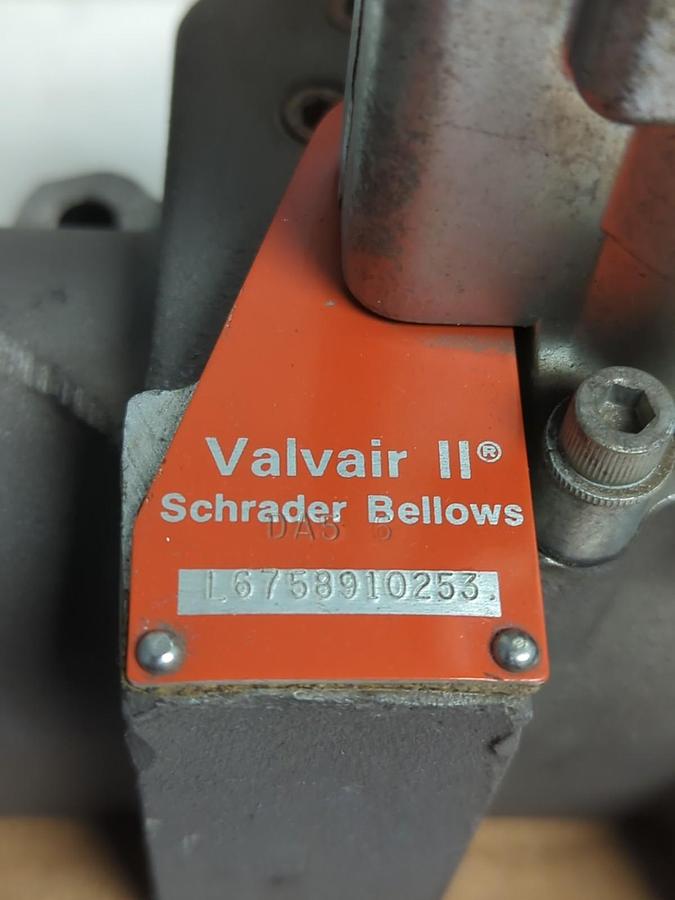 Valvair II®
Schrader Bellows
L6758910253